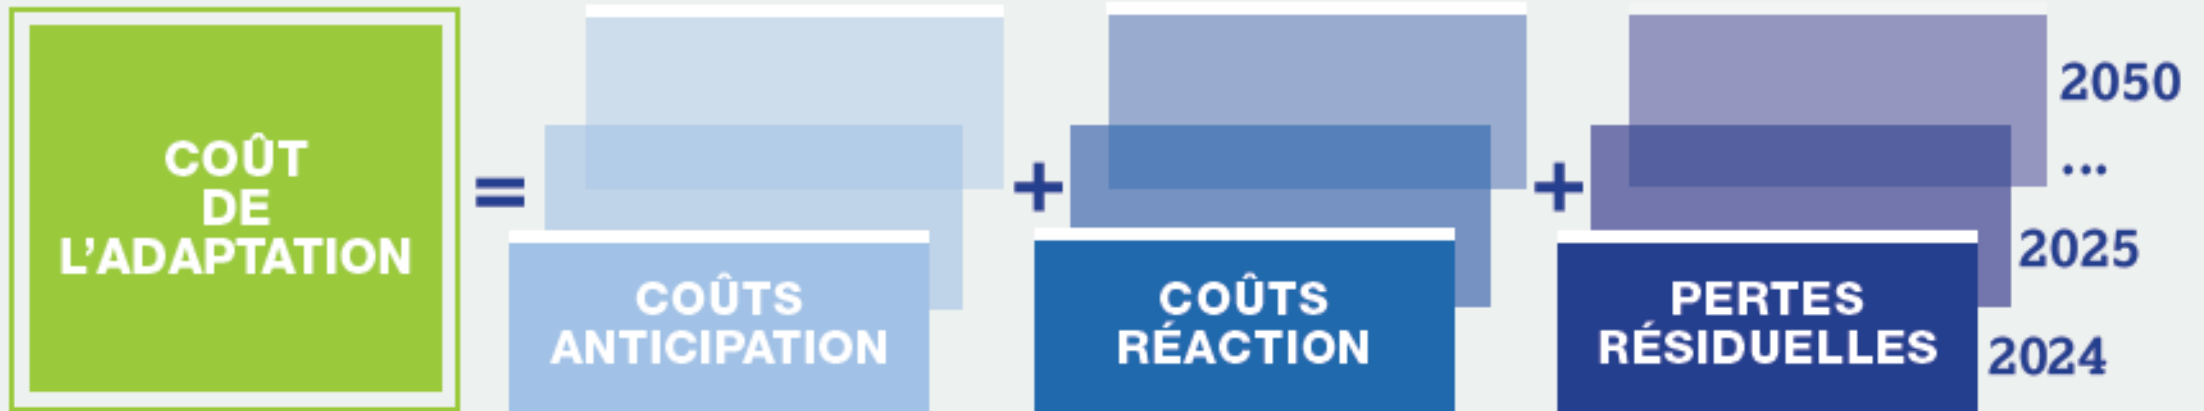 COÛT
DE
L’ADAPTATION
=
COÛTS
ANTICIPATION
+
COÛTS
RÉACTION
+
PERTES
RÉSIDUELLES
2050
...
2025
2024